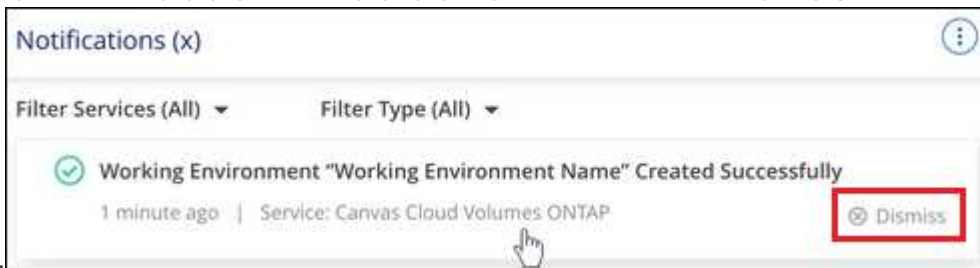 Notifications (x)
Filter Services (All)
Filter Type (All)
Working Environment “Working Environment Name” Created Successfully
1 minute ago | Service: Canvas Cloud Volumes ONTAP
Dismiss